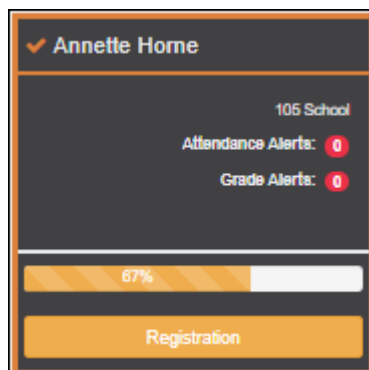 Annette Horne
105 School
Attendance Alerts: 0
Grade Alerts: 0
67%
Registration